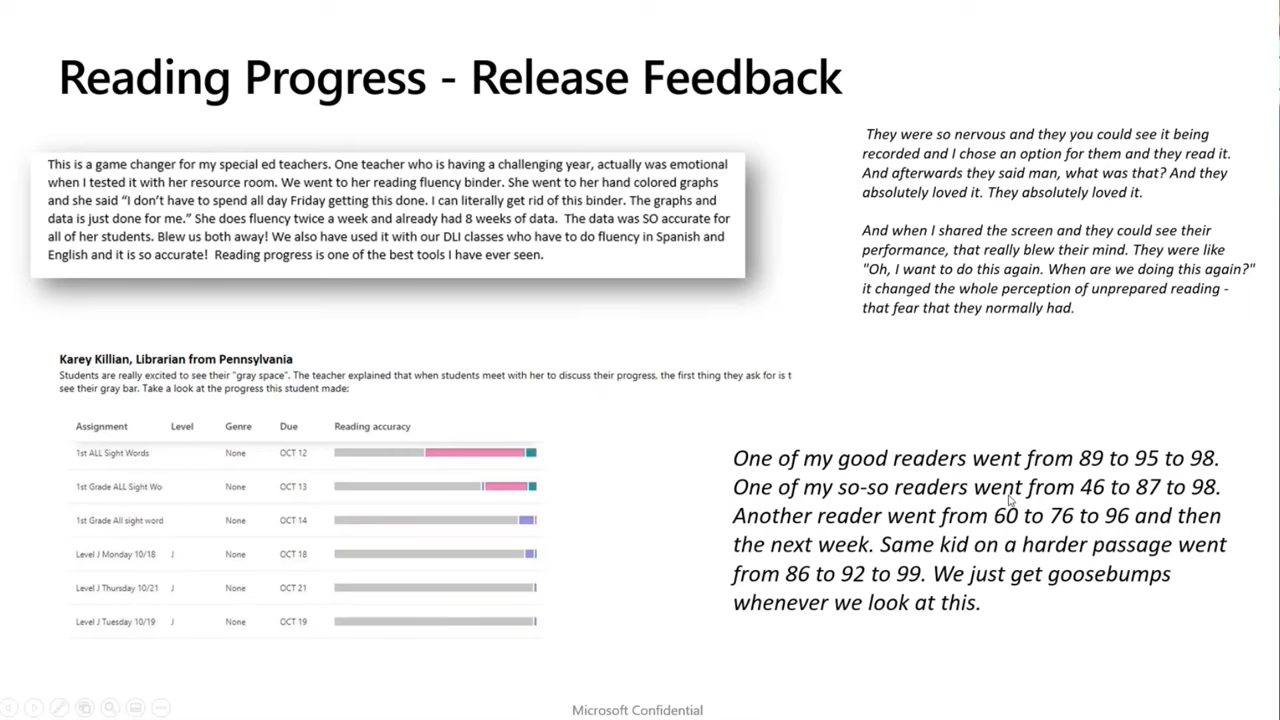 Reading Progress - Release Feedback
This is a game changer for my special ed teachers. One teacher who is having a challenging year, actually was emotional
when I tested it with her resource room. We went to her reading fluency binder. She went to her hand colored graphs
and she said “I don’t have to spend all day Friday getting this done. I can literally get rid of this binder. The graphs and
data is just done for me.” She does fluency twice a week and already had 8 weeks of data.  The data was SO accurate for
all of her students. Blew us both away! We also have used it with our DLI classes who have to do fluency in Spanish and
English and it is so accurate!  Reading progress is one of the best tools I have ever seen.
They were so nervous and they you could see it being
recorded and I chose an option for them and they read it.
And afterwards they said man, what was that? And they
absolutely loved it. They absolutely loved it.
And when I shared the screen and they could see their
performance, that really blew their mind. They were like
"Oh, I want to do this again. When are we doing this again?"
it changed the whole perception of unprepared reading -
that fear that they normally had.
Karey Killian, Librarian from Pennsylvania
Students are really excited to see their "gray space". The teacher explained that when students meet with her to discuss their progress, the first thing they ask for is t
see their gray bar. Take a look at the progress this student made:
Assignment Level Genre Due Reading accuracy
1st ALL Sight Words None OCT 12
1st Grade ALL Sight Wo None OCT 13
1st Grade All sight word None OCT 14
Level J Monday 10/18 J None OCT 18
Level J Thursday 10/21 J None OCT 21
Level J Tuesday 10/19 J None OCT 19
One of my good readers went from 89 to 95 to 98.
One of my so-so readers went from 46 to 87 to 98.
Another reader went from 60 to 76 to 96 and then
the next week. Same kid on a harder passage went
from 86 to 92 to 99. We just get goosebumps
whenever we look at this.
Microsoft Confidential